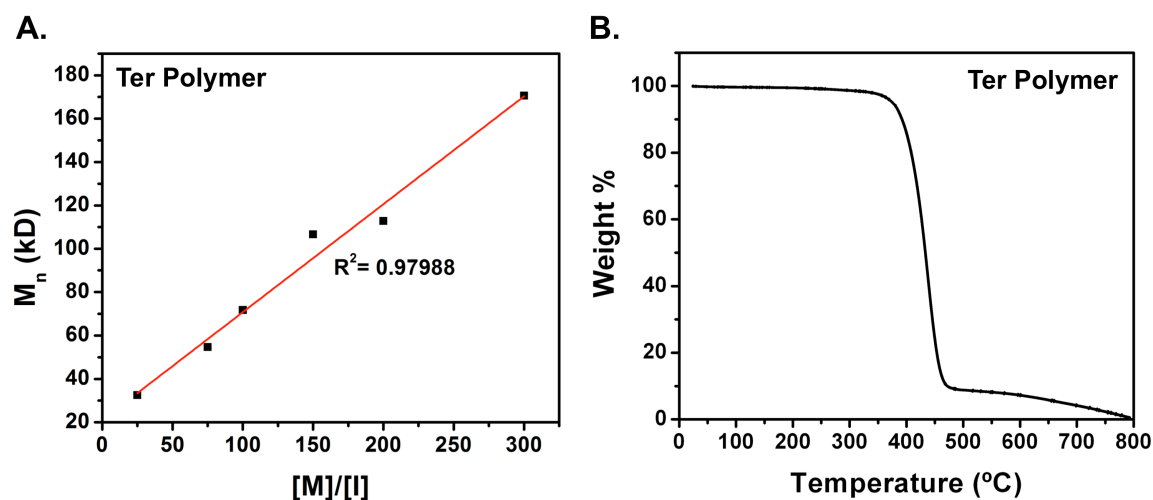 A.
Ter Polymer
180
160
140
120
100
80
60
40
20
M_n (kD)
R²= 0.97988
0 50 100 150 200 250 300
[M]/[I]
B.
Ter Polymer
100
80
60
40
20
0
Weight %
0 100 200 300 400 500 600 700 800
Temperature (ºC)